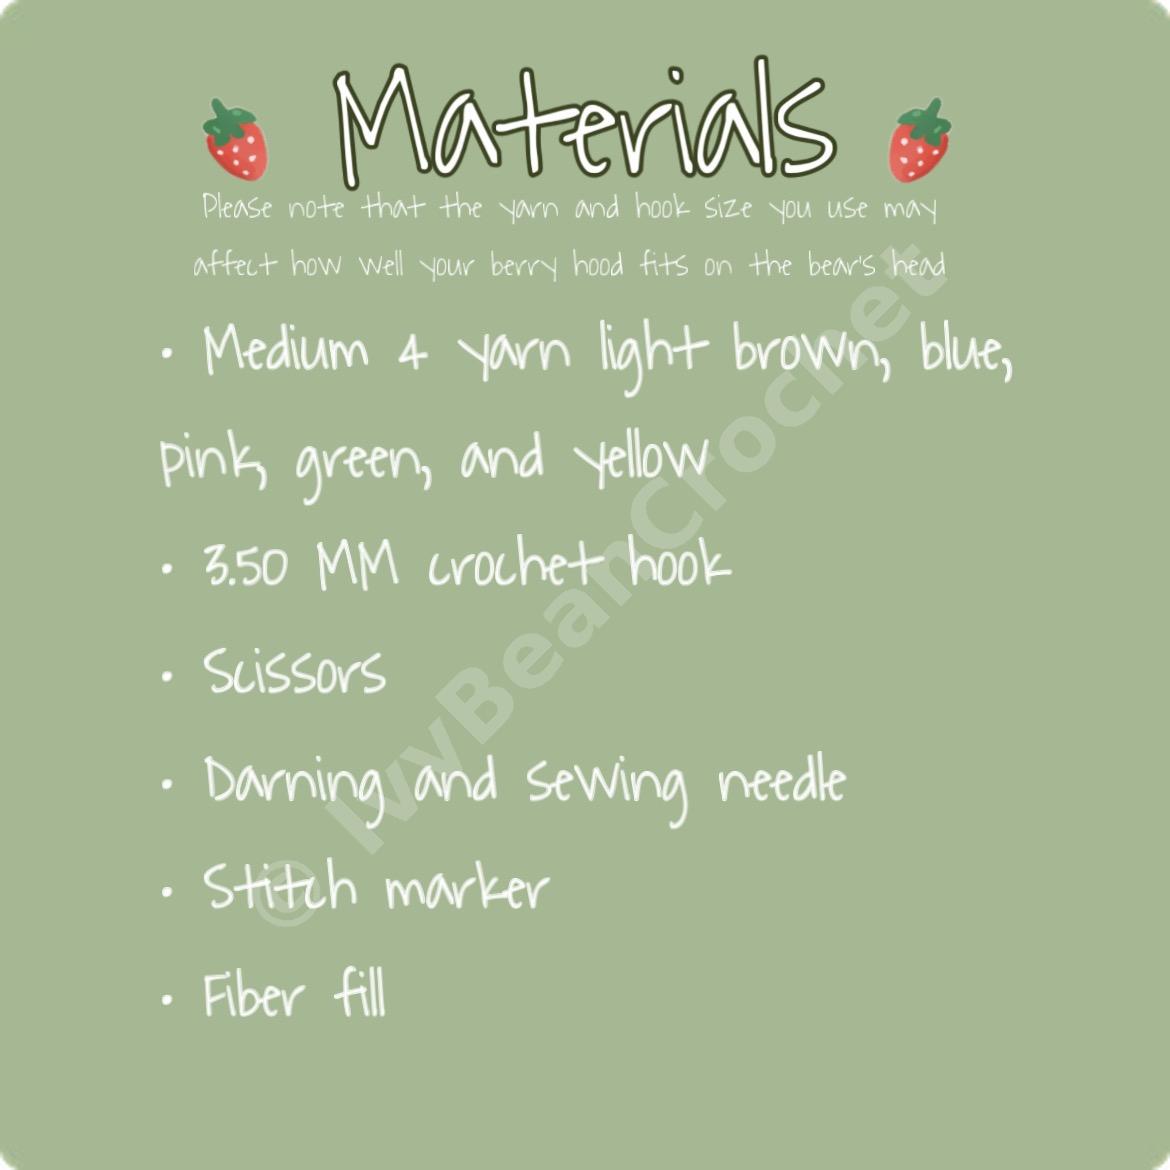 Materials
Please note that the yarn and hook size you use may
affect how well your berry hood fits on the bear's head
• Medium 4 yarn light brown, blue,
pink, green, and yellow
• 3.50 MM crochet hook
• Scissors
• Darning and sewing needle
• Stitch marker
• Fiber fill
© IvyBeanCrochet